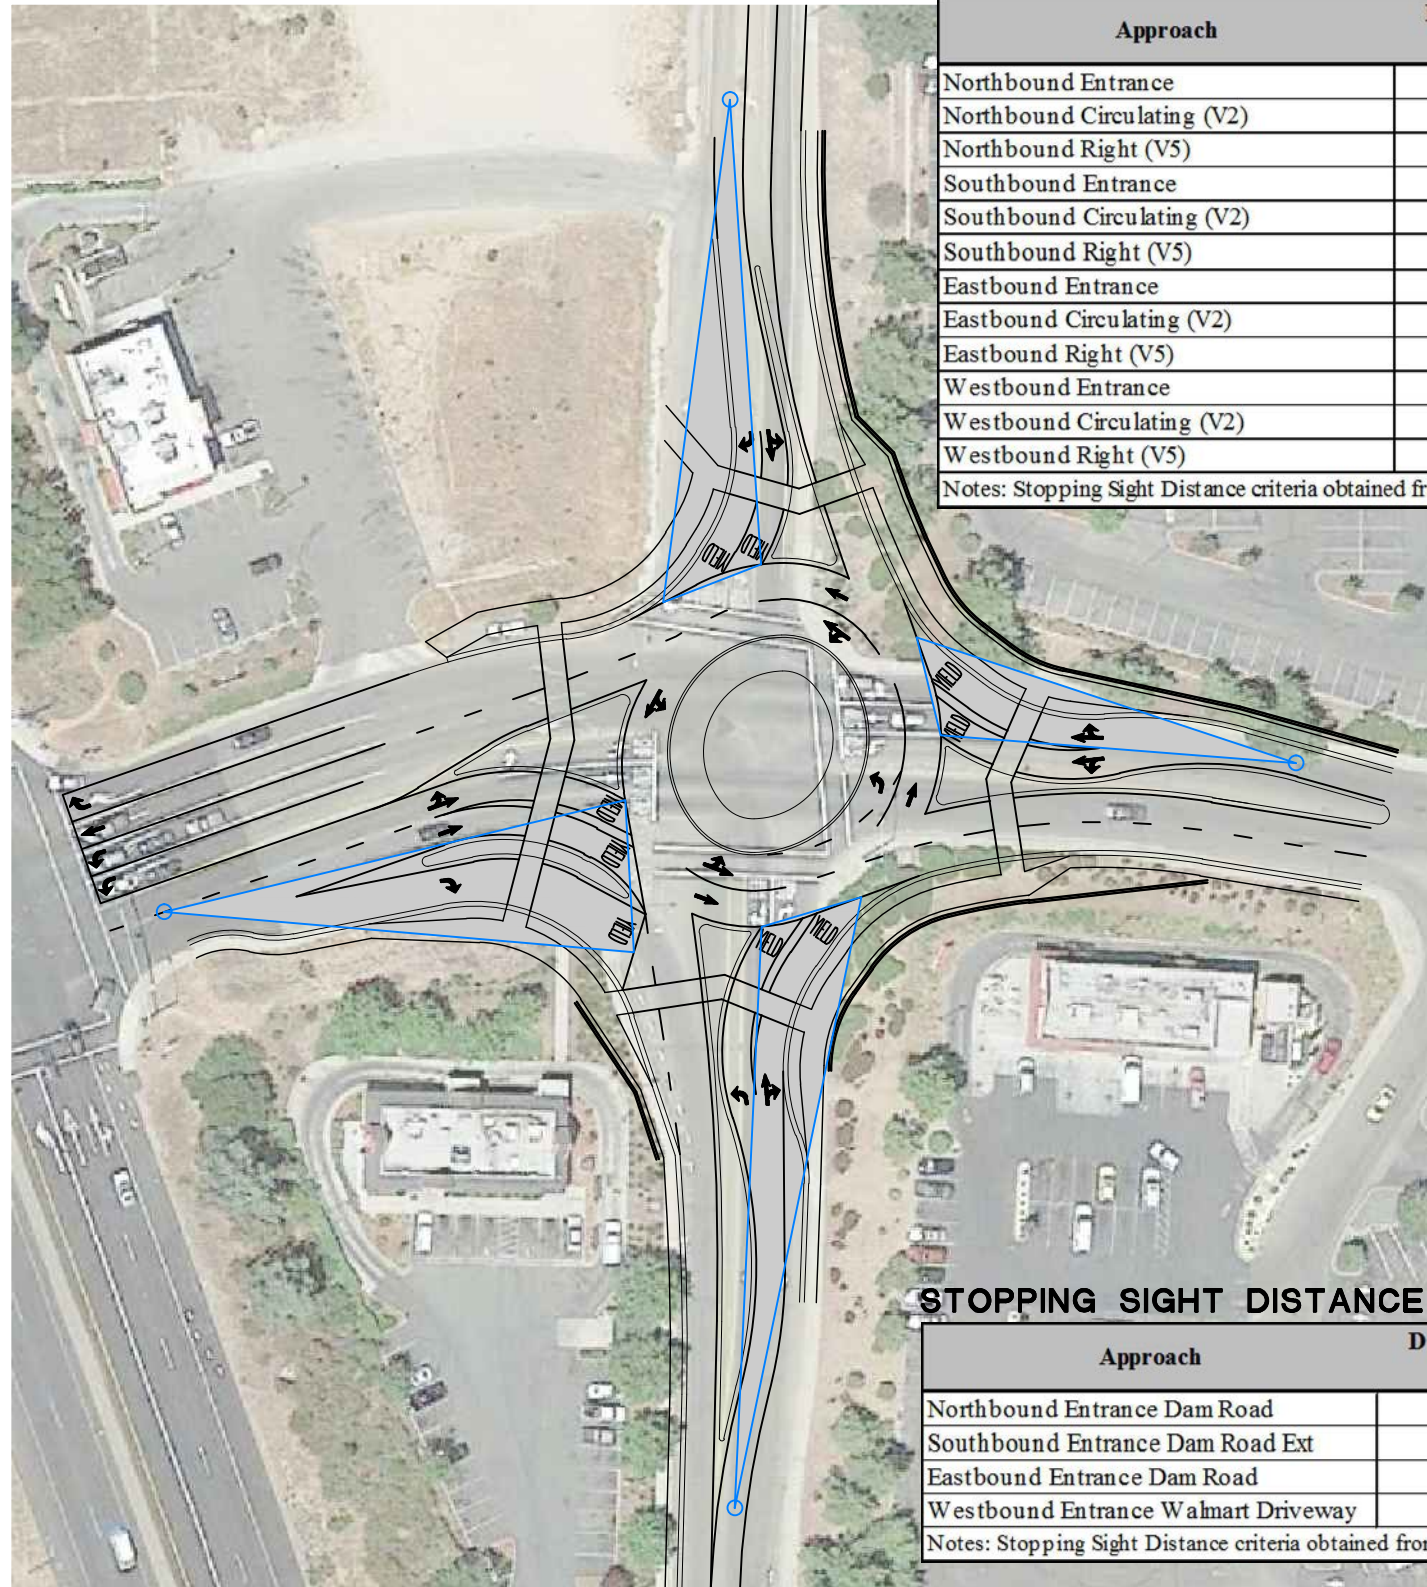 Approach
Northbound Entrance
Northbound Circulating (V2)
Northbound Right (V5)
Southbound Entrance
Southbound Circulating (V2)
Southbound Right (V5)
Eastbound Entrance
Eastbound Circulating (V2)
Eastbound Right (V5)
Westbound Entrance
Westbound Circulating (V2)
Westbound Right (V5)
Notes: Stopping Sight Distance criteria obtained fr
YIELD
YIELD
YIELD
YIELD
YIELD
YIELD
YIELD
YIELD
YIELD
STOPPING SIGHT DISTANCE
Approach
D
Northbound Entrance Dam Road
Southbound Entrance Dam Road Ext
Eastbound Entrance Dam Road
Westbound Entrance Walmart Driveway
Notes: Stopping Sight Distance criteria obtained from